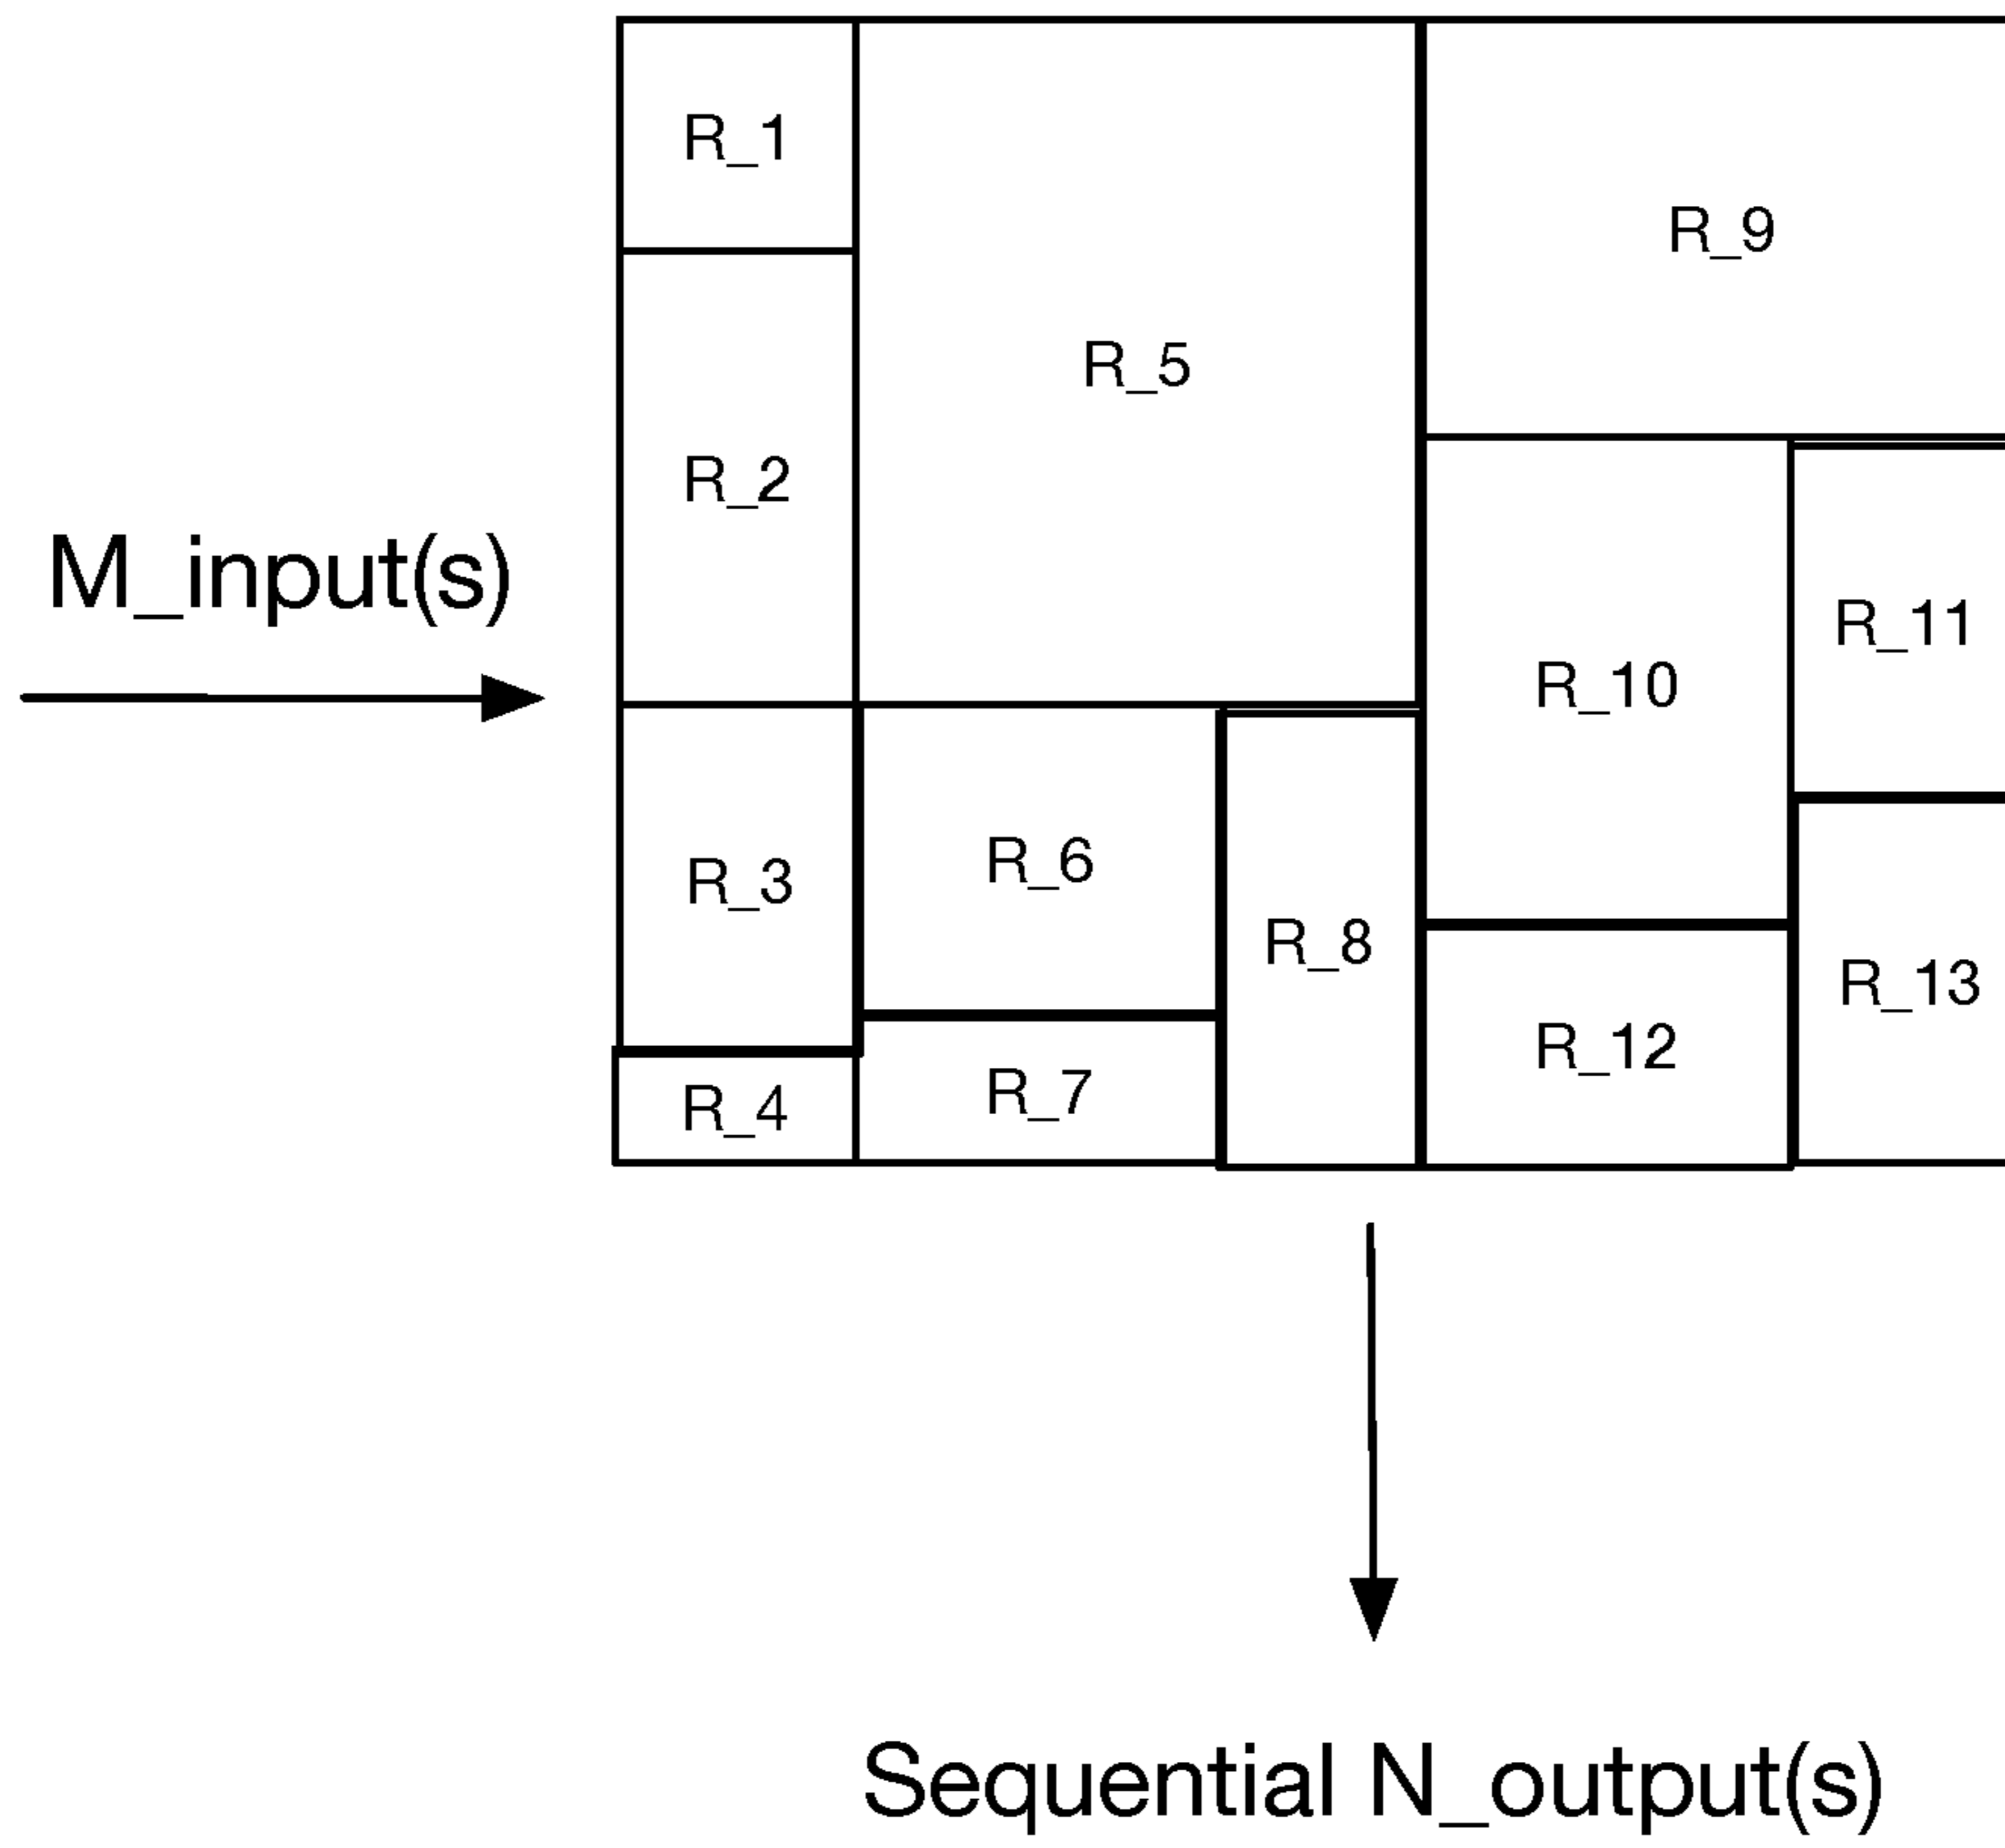 R_1
R_5
R_9
R_2
M_input(s)
R_11
R_10
R_6
R_3
R_8
R_13
R_12
R_7
R_4
Sequential N_output(s)